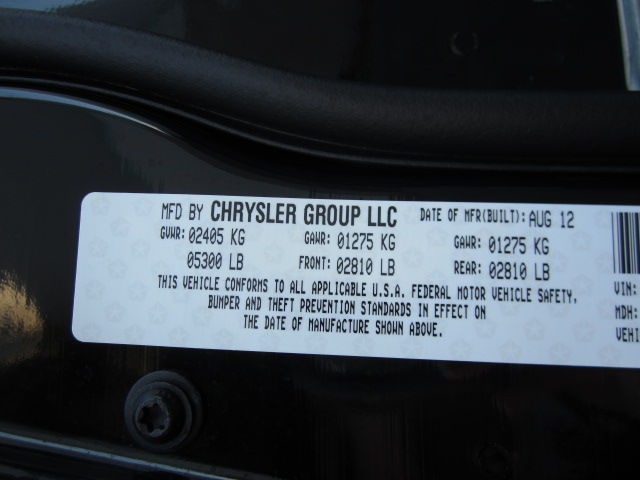 MFD BY CHRYSLER GROUP LLC DATE OF MFR(BUILT): AUG 12
GVWR: 02405 KG GAWR: 01275 KG GAWR: 01275 KG
05300 LB FRONT: 02810 LB REAR: 02810 LB
THIS VEHICLE CONFORMS TO ALL APPLICABLE U.S.A. FEDERAL MOTOR VEHICLE SAFETY,
BUMPER AND THEFT PREVENTION STANDARDS IN EFFECT ON
THE DATE OF MANUFACTURE SHOWN ABOVE.
VIN:
MDH:
VEHI